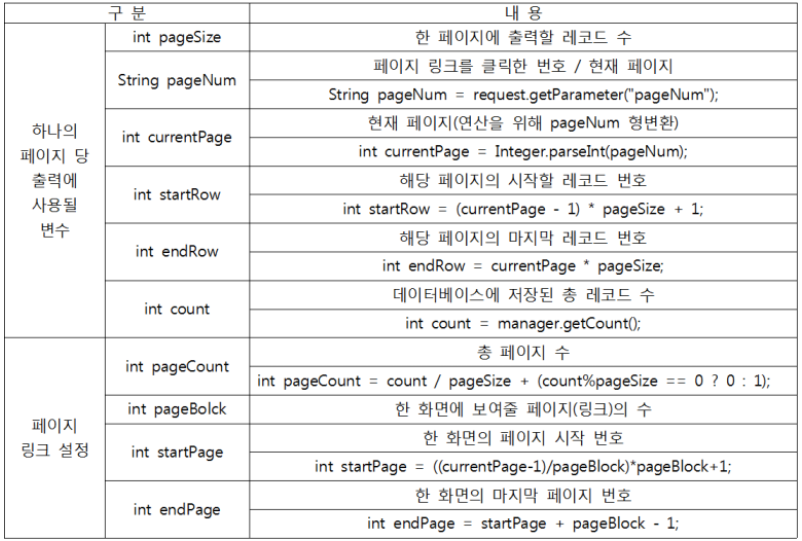 구 분 내 용
하나의
페이지 당
출력에
사용될
변수
int pageSize 한 페이지에 출력할 레코드 수
String pageNum 페이지 링크를 클릭한 번호 / 현재 페이지
String pageNum = request.getParameter("pageNum");
int currentPage 현재 페이지(연산을 위해 pageNum 형변환)
int currentPage = Integer.parseInt(pageNum);
int startRow 해당 페이지의 시작할 레코드 번호
int startRow = (currentPage - 1) * pageSize + 1;
int endRow 해당 페이지의 마지막 레코드 번호
int endRow = currentPage * pageSize;
int count 데이터베이스에 저장된 총 레코드 수
int count = manager.getCount();
페이지
링크 설정
int pageCount 총 페이지 수
int pageCount = count / pageSize + (count%pageSize == 0 ? 0 : 1);
int pageBolck 한 화면에 보여줄 페이지(링크)의 수
int startPage 한 화면의 페이지 시작 번호
int startPage = ((currentPage-1)/pageBlock)*pageBlock+1;
int endPage 한 화면의 마지막 페이지 번호
int endPage = startPage + pageBlock - 1;